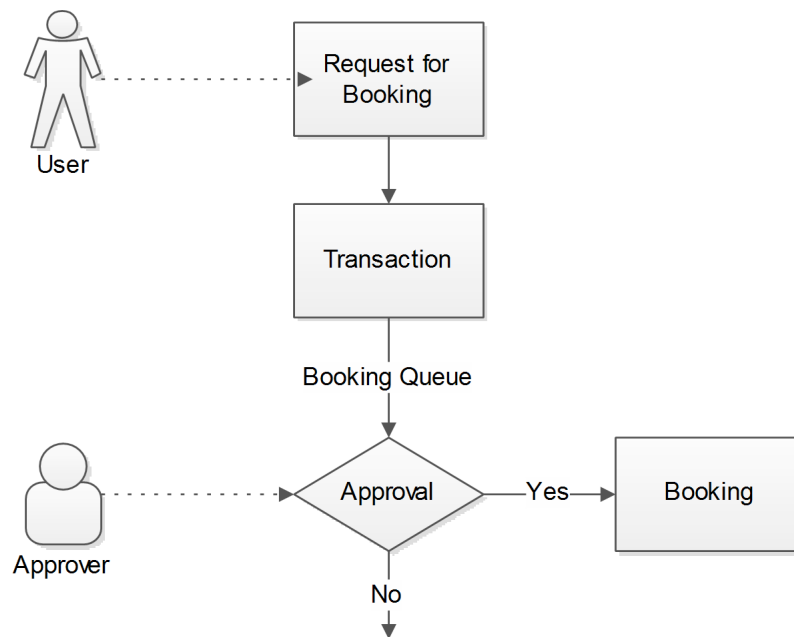 Request for
Booking
User
Transaction
Booking Queue
Approval
Yes
Booking
Approver
No